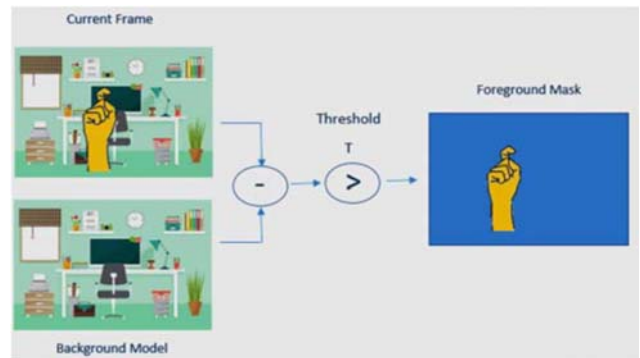 Current Frame
Foreground Mask
Threshold
T
-
>
Background Model